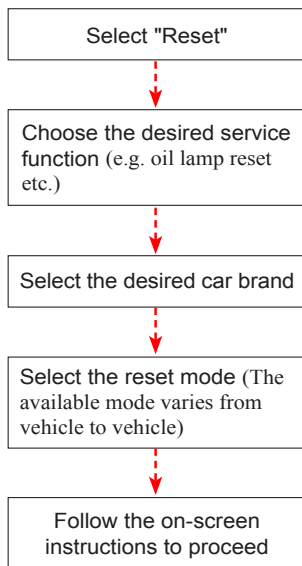 Select "Reset"
Choose the desired service
function (e.g. oil lamp reset
etc.)
Select the desired car brand
Select the reset mode (The
available mode varies from
vehicle to vehicle)
Follow the on-screen
instructions to proceed